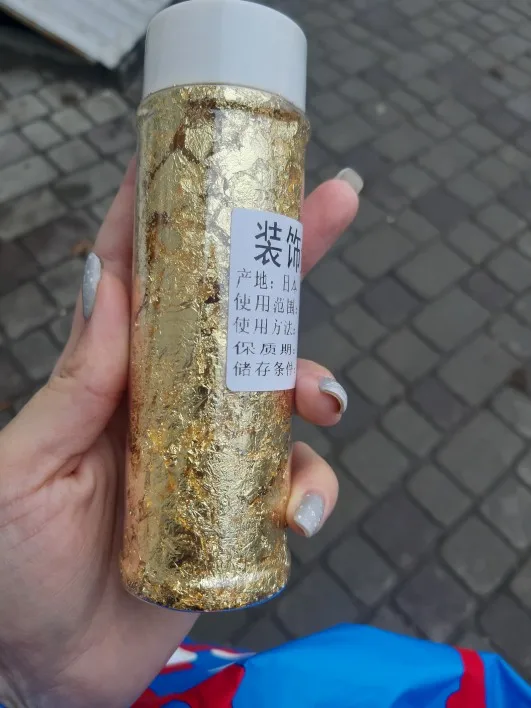 装饰
产地：日本
使用范围：
使用方法：
保质期：
储存条件